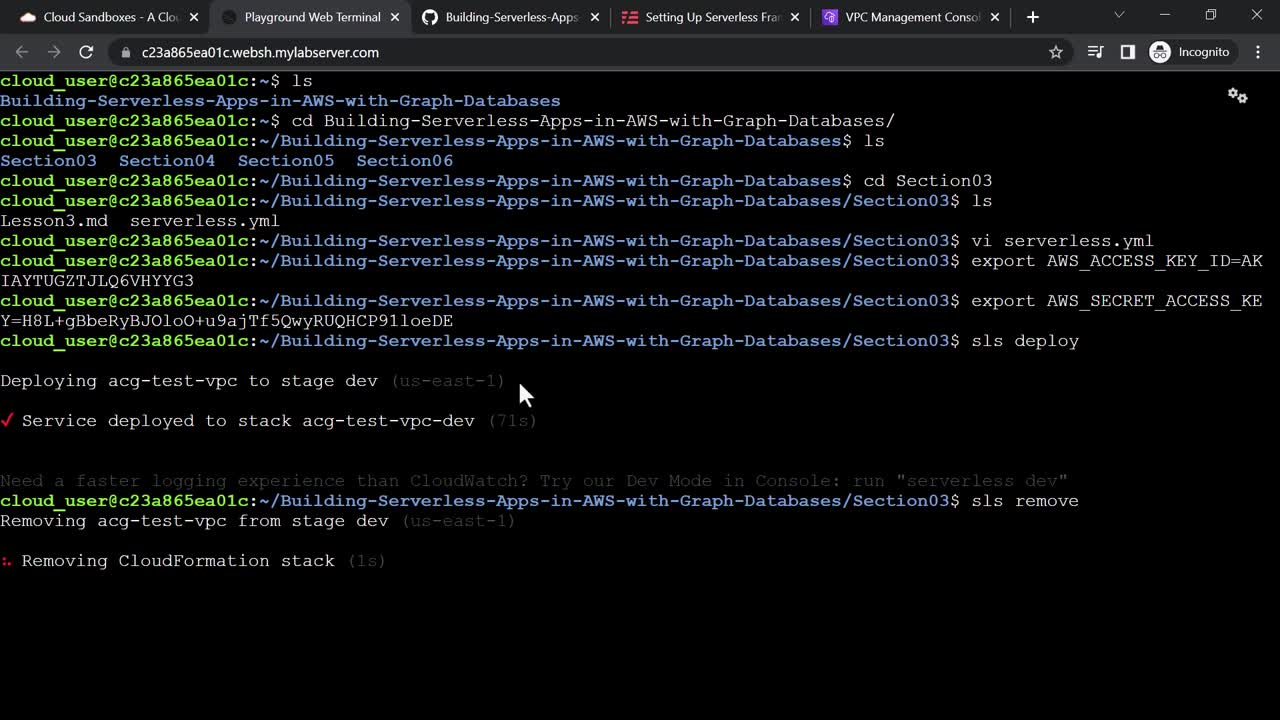 Cloud Sandboxes - A Clou
Playground Web Terminal
Building-Serverless-Apps
Setting Up Serverless Fra
VPC Management Consol
c23a865ea01c.websh.mylabserver.com
Incognito
cloud_user@c23a865ea01c:~$ ls
Building-Serverless-Apps-in-AWS-with-Graph-Databases
cloud_user@c23a865ea01c:~$ cd Building-Serverless-Apps-in-AWS-with-Graph-Databases/
cloud_user@c23a865ea01c:~/Building-Serverless-Apps-in-AWS-with-Graph-Databases$ ls
Section03  Section04  Section05  Section06
cloud_user@c23a865ea01c:~/Building-Serverless-Apps-in-AWS-with-Graph-Databases$ cd Section03
cloud_user@c23a865ea01c:~/Building-Serverless-Apps-in-AWS-with-Graph-Databases/Section03$ ls
Lesson3.md  serverless.yml
cloud_user@c23a865ea01c:~/Building-Serverless-Apps-in-AWS-with-Graph-Databases/Section03$ vi serverless.yml
cloud_user@c23a865ea01c:~/Building-Serverless-Apps-in-AWS-with-Graph-Databases/Section03$ export AWS_ACCESS_KEY_ID=AK
IAYTUGZTJLQ6VHYYG3
cloud_user@c23a865ea01c:~/Building-Serverless-Apps-in-AWS-with-Graph-Databases/Section03$ export AWS_SECRET_ACCESS_KE
Y=H8L+gBbeRyBJOloO+u9ajTf5QwyRUQHCP91loeDE
cloud_user@c23a865ea01c:~/Building-Serverless-Apps-in-AWS-with-Graph-Databases/Section03$ sls deploy
Deploying acg-test-vpc to stage dev (us-east-1)
✓ Service deployed to stack acg-test-vpc-dev (71s)
Need a faster logging experience than CloudWatch? Try our Dev Mode in Console: run "serverless dev"
cloud_user@c23a865ea01c:~/Building-Serverless-Apps-in-AWS-with-Graph-Databases/Section03$ sls remove
Removing acg-test-vpc from stage dev (us-east-1)
Removing CloudFormation stack (1s)